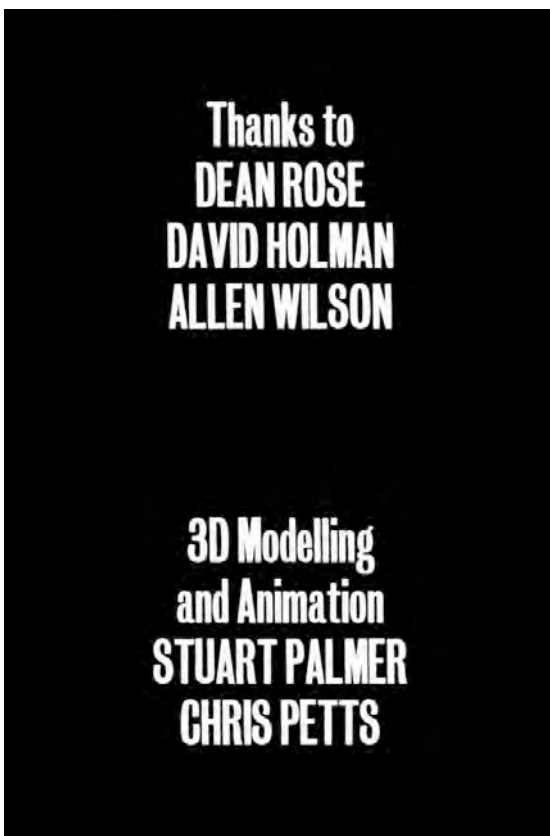 Thanks to
DEAN ROSE
DAVID HOLMAN
ALLEN WILSON
3D Modelling
and Animation
STUART PALMER
CHRIS PETTS